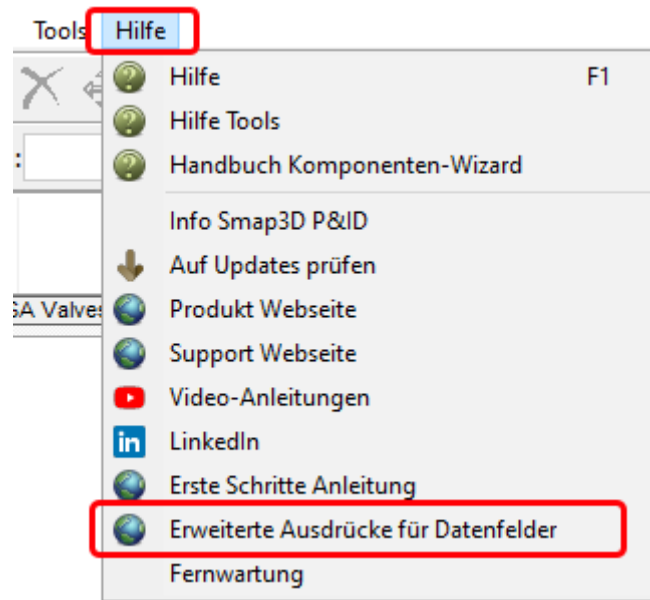 Tools Hilfe
Hilfe F1
Hilfe Tools
:
Handbuch Komponenten-Wizard
Info Smap3D P&ID
Auf Updates prüfen
SA Valves
Produkt Webseite
Support Webseite
Video-Anleitungen
in LinkedIn
Erste Schritte Anleitung
Erweiterte Ausdrücke für Datenfelder
Fernwartung